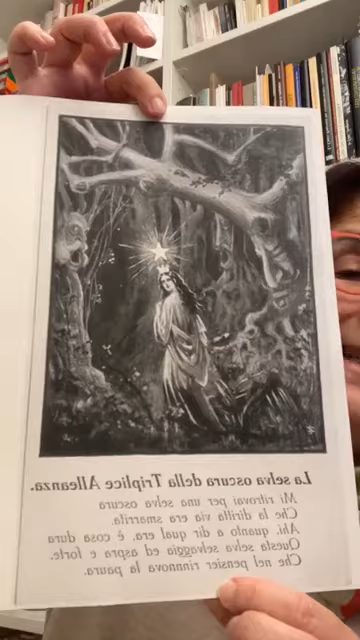 La selva oscura della Triplice Alleanza.
Mi ritrovai per una selva oscura
Che la diritta via era smarrita.
Ahi, quanto a dir qual era, è cosa dura
Questa selva selvaggia ed aspra e forte.
Che nel pensier rinnnova la paura.